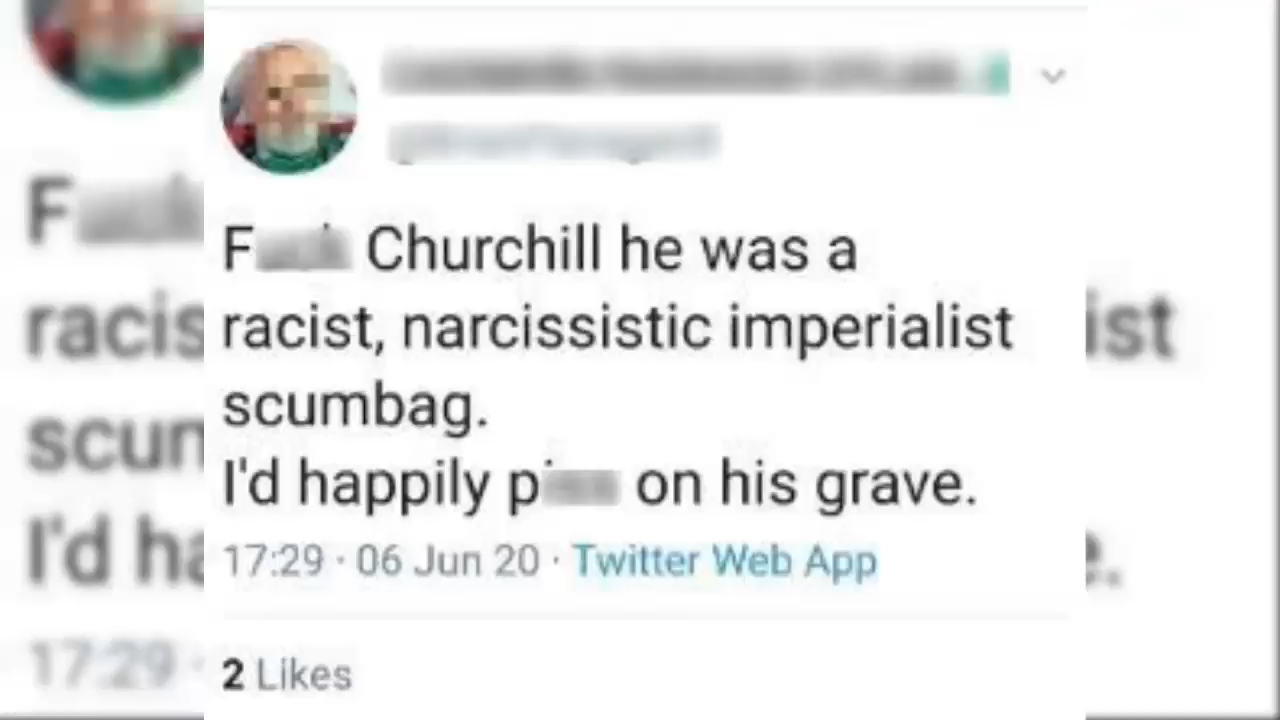 F Churchill he was a
racist, narcissistic imperialist
scumbag.
I'd happily p on his grave.
17:29 · 06 Jun 20 · Twitter Web App
2 Likes